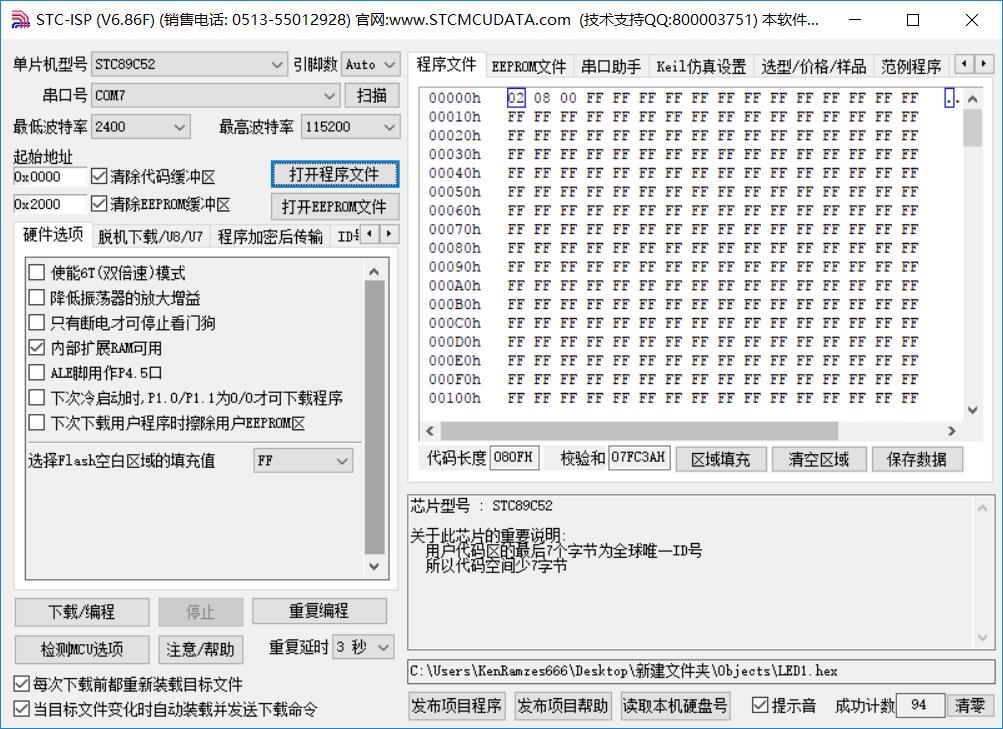 STC-ISP (V6.86F) (销售电话: 0513-55012928) 官网:www.STCMCUDATA.com  (技术支持QQ:800003751) 本软件...
单片机型号 STC89C52 引脚数 Auto
串口号 COM7 扫描
最低波特率 2400 最高波特率 115200
起始地址
0x0000 清除代码缓冲区 打开程序文件
0x2000 清除EEPROM缓冲区 打开EEPROM文件
硬件选项 脱机下载/U8/U7 程序加密后传输
使能6T(双倍速)模式
降低振荡器的放大增益
只有断电才可停止看门狗
内部扩展RAM可用
ALE脚用作P4.5口
下次冷启动时,P1.0/P1.1为0/0才可下载程序
下次下载用户程序时擦除用户EEPROM区
选择Flash空白区域的填充值 FF
下载/编程 停止 重复编程
检测MCU选项 注意/帮助 重复延时 3 秒
每次下载前都重新装载目标文件
当目标文件变化时自动装载并发送下载命令
程序文件 EEPROM文件 串口助手 Keil仿真设置 选型/价格/样品 范例程序
00000h 02 08 00 FF FF FF FF FF FF FF FF FF FF FF FF FF ..
00010h FF FF FF FF FF FF FF FF FF FF FF FF FF FF FF FF
00020h FF FF FF FF FF FF FF FF FF FF FF FF FF FF FF FF
00030h FF FF FF FF FF FF FF FF FF FF FF FF FF FF FF FF
00040h FF FF FF FF FF FF FF FF FF FF FF FF FF FF FF FF
00050h FF FF FF FF FF FF FF FF FF FF FF FF FF FF FF FF
00060h FF FF FF FF FF FF FF FF FF FF FF FF FF FF FF FF
00070h FF FF FF FF FF FF FF FF FF FF FF FF FF FF FF FF
00080h FF FF FF FF FF FF FF FF FF FF FF FF FF FF FF FF
00090h FF FF FF FF FF FF FF FF FF FF FF FF FF FF FF FF
000A0h FF FF FF FF FF FF FF FF FF FF FF FF FF FF FF FF
000B0h FF FF FF FF FF FF FF FF FF FF FF FF FF FF FF FF
000C0h FF FF FF FF FF FF FF FF FF FF FF FF FF FF FF FF
000D0h FF FF FF FF FF FF FF FF FF FF FF FF FF FF FF FF
000E0h FF FF FF FF FF FF FF FF FF FF FF FF FF FF FF FF
000F0h FF FF FF FF FF FF FF FF FF FF FF FF FF FF FF FF
00100h FF FF FF FF FF FF FF FF FF FF FF FF FF FF FF FF
代码长度 080FH 校验和 07FC3AH 区域填充 清空区域 保存数据
芯片型号 : STC89C52
关于此芯片的重要说明:
用户代码区的最后7个字节为全球唯一ID号
所以代码空间少7字节
C:\Users\KenRamzes666\Desktop\新建文件夹\Objects\LED1.hex
发布项目程序 发布项目帮助 读取本机硬盘号 提示音 成功计数 94 清零